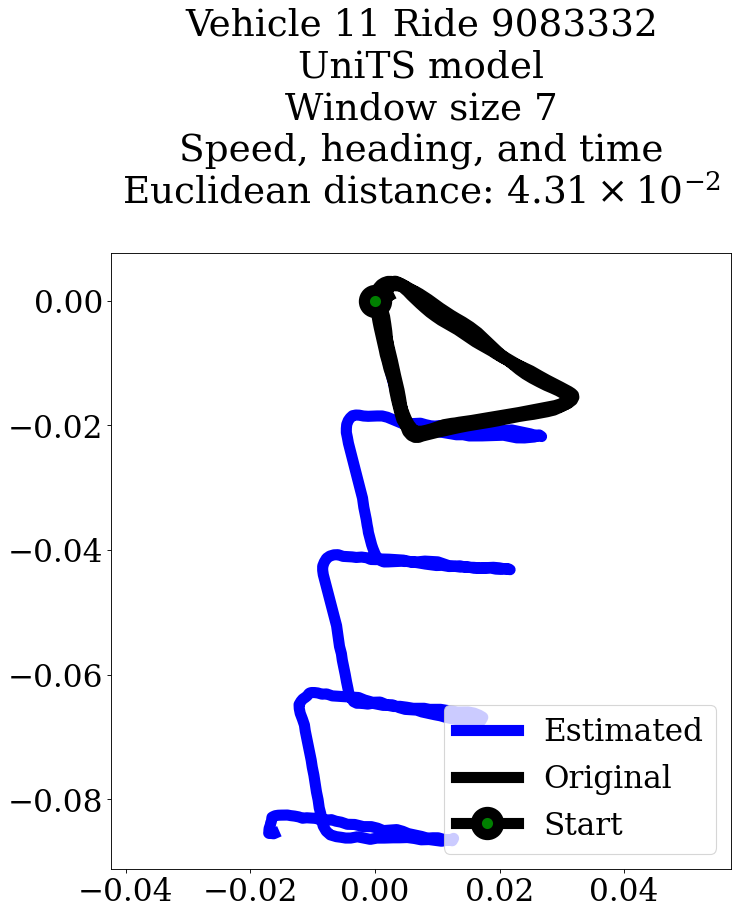 Vehicle 11 Ride 9083332
UniTS model
Window size 7
Speed, heading, and time
Euclidean distance: 4.31 × 10⁻²
0.00
−0.02
−0.04
−0.06
−0.08
Estimated
Original
Start
−0.04 −0.02 0.00 0.02 0.04